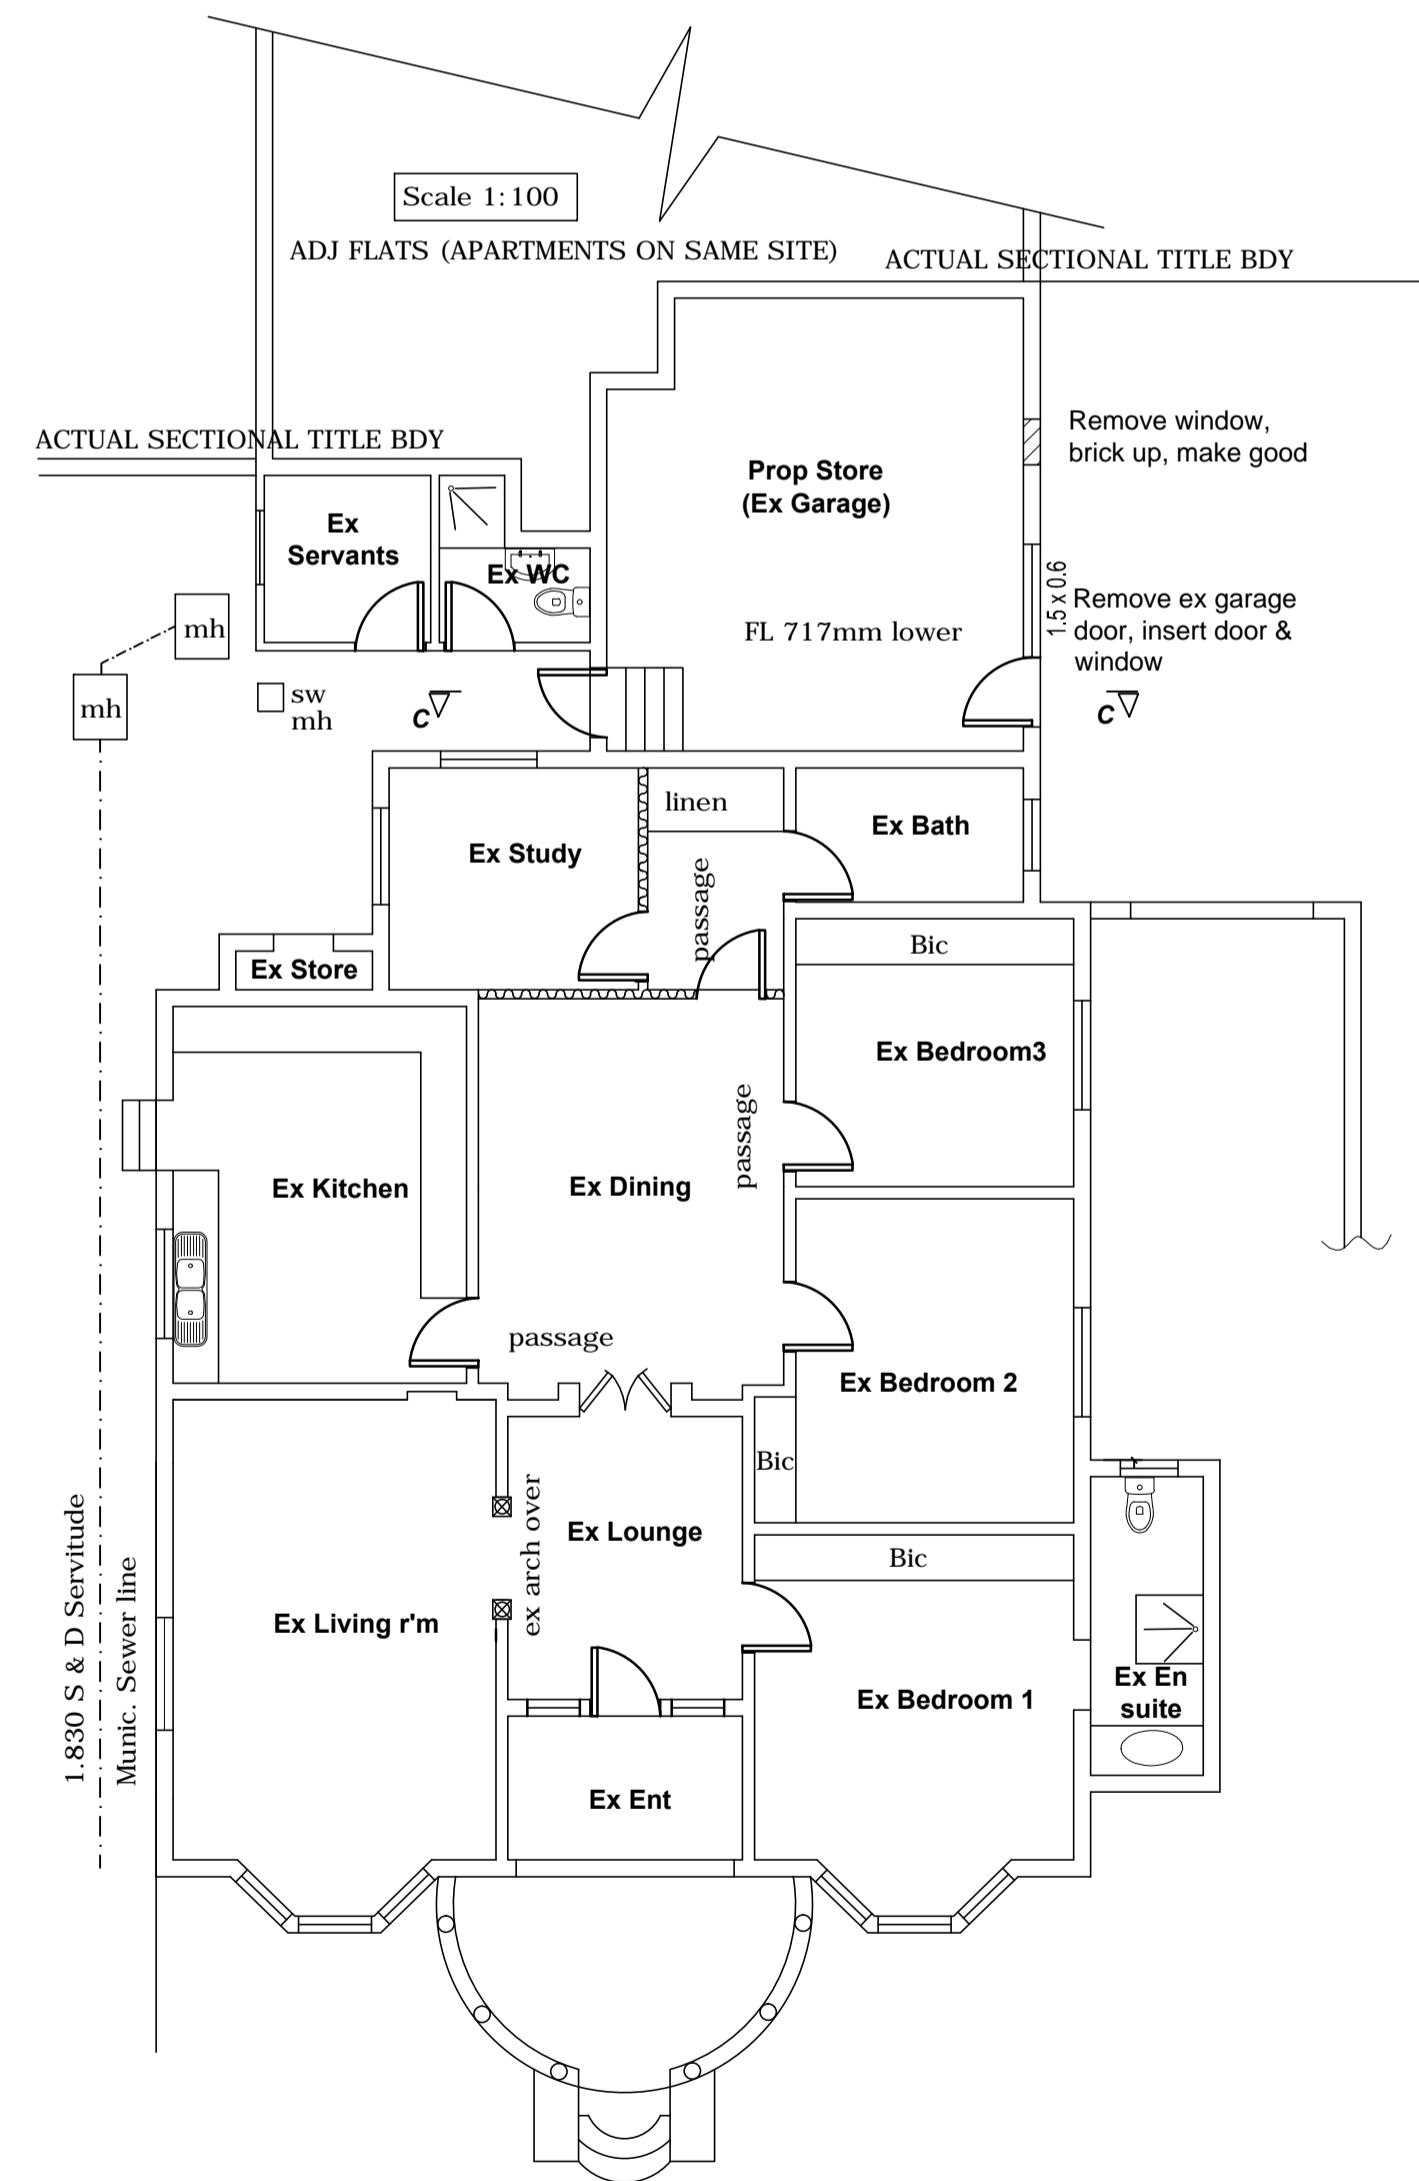 Scale 1:100
ADJ FLATS (APARTMENTS ON SAME SITE)
ACTUAL SECTIONAL TITLE BDY
ACTUAL SECTIONAL TITLE BDY
Remove window,
brick up, make good
Prop Store
(Ex Garage)
Ex
Servants
Ex WC
1.5 x 0.6
Remove ex garage
door, insert door &
window
FL 717mm lower
mh
mh
sw
mh
C
C
linen
Ex Bath
Ex Study
passage
Bic
Ex Store
Ex Bedroom3
passage
Ex Kitchen
Ex Dining
passage
Ex Bedroom 2
Bic
ex arch over
Ex Lounge
Bic
Ex Living r'm
1.830 S & D Servitude
Munic. Sewer line
Ex En
suite
Ex Bedroom 1
Ex Ent